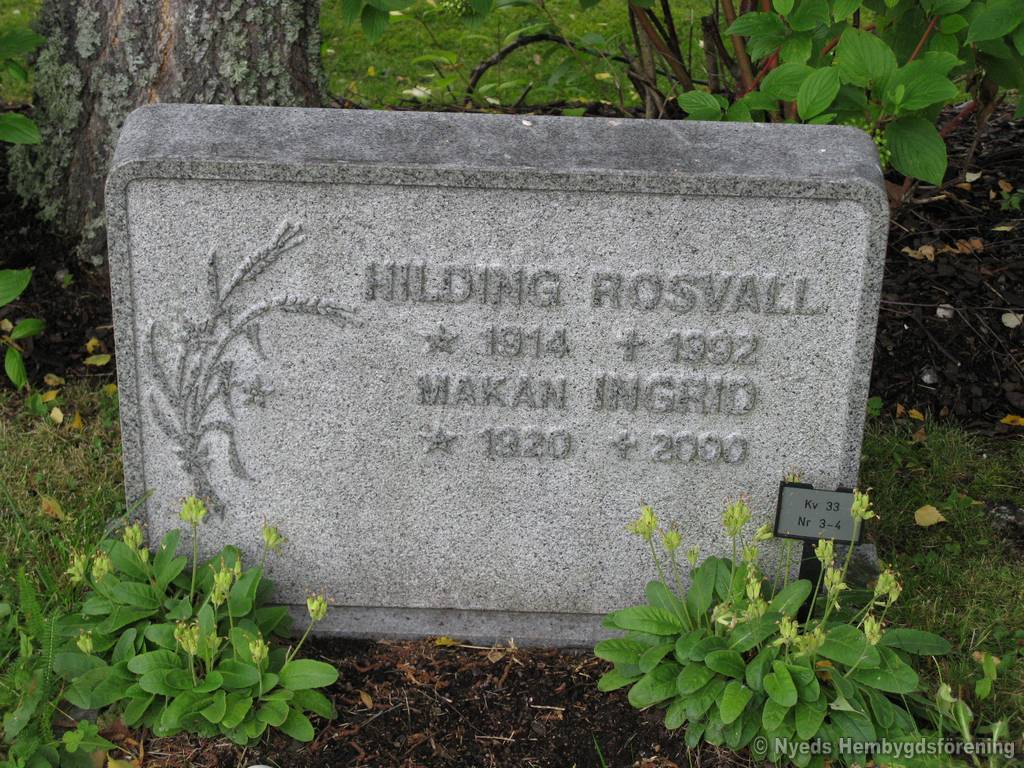 HILDING ROSVALL
☆ 1914 ✝ 1992
MAKAN INGRID
☆ 1920 ✝ 2000
Kv 33
Nr 3-4
© Nyeds Hembygdsförening